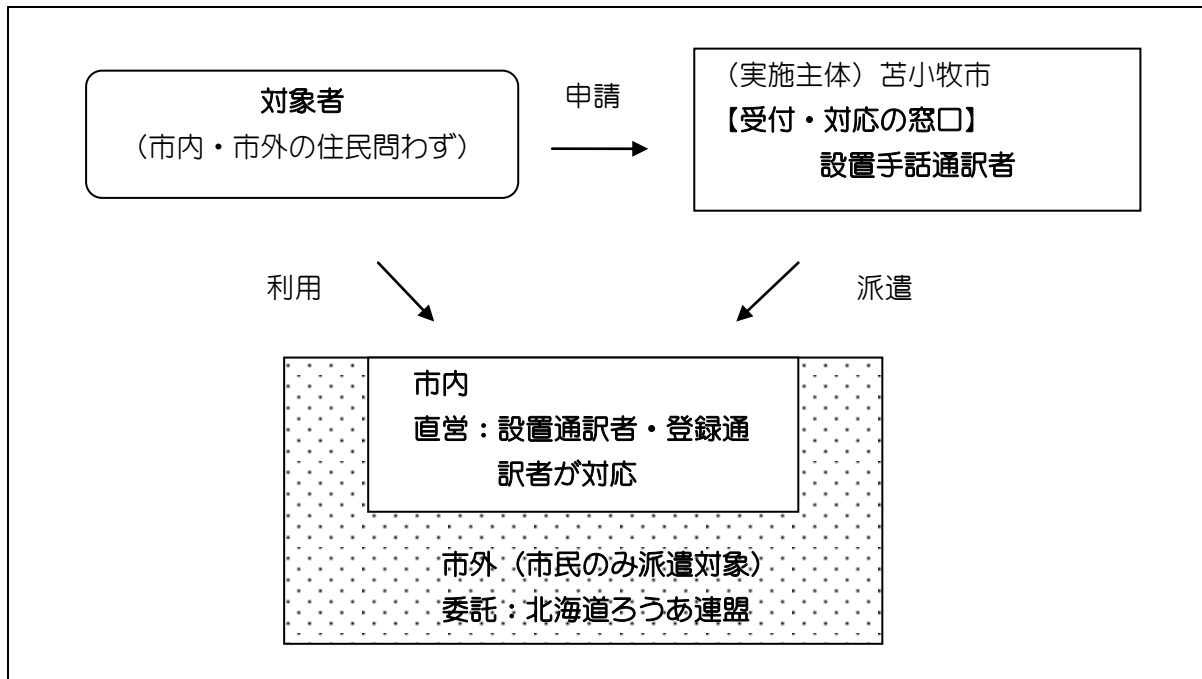 対象者
(市内・市外の住民問わず)
申請
(実施主体)苫小牧市
【受付・対応の窓口】
設置手話通訳者
利用
派遣
市内
直営：設置通訳者・登録通
訳者が対応
市外(市民のみ派遣対象)
委託：北海道ろうあ連盟